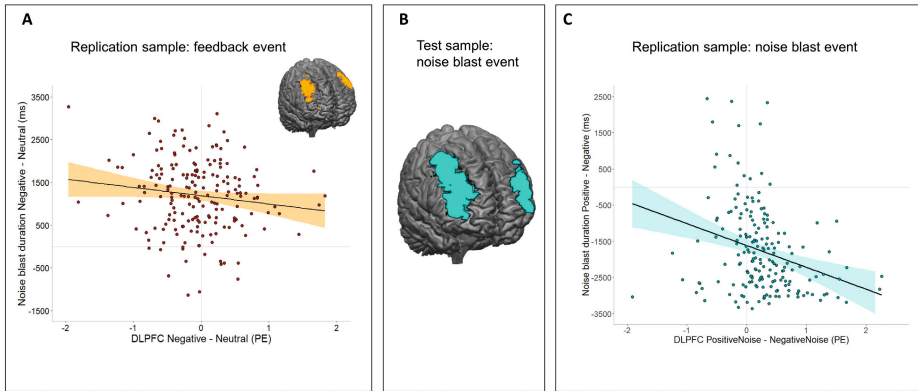 A
Replication sample: feedback event
Noise blast duration Negative - Neutral (ms)
3500
2500
1500
500
-500
-1500
-2
-1
0
1
2
DLPFC Negative - Neutral (PE)
B
Test sample:
noise blast event
C
Replication sample: noise blast event
Noise blast duration Positive - Negative (ms)
2500
1500
500
-500
-1500
-2500
-3500
-2
-1
0
1
2
DLPFC PositiveNoise - NegativeNoise (PE)